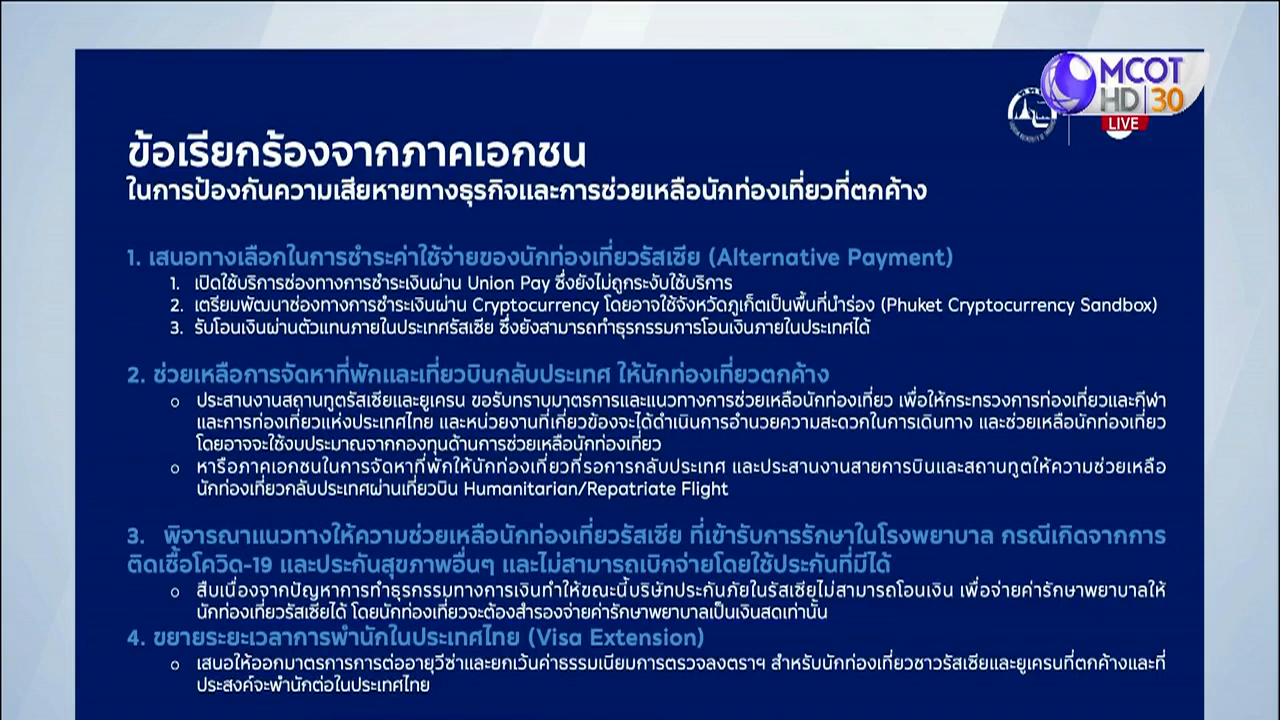 MCOT
HD 30
LIVE
ข้อเรียกร้องจากภาคเอกชน
ในการป้องกันความเสียหายทางธุรกิจและการช่วยเหลือนักท่องเที่ยวที่ตกค้าง
1. เสนอทางเลือกในการชำระค่าใช้จ่ายของนักท่องเที่ยวรัสเซีย (Alternative Payment)
1. เปิดใช้บริการช่องทางการชำระเงินผ่าน Union Pay ซึ่งยังไม่ถูกระงับใช้บริการ
2. เตรียมพัฒนาช่องทางการชำระเงินผ่าน Cryptocurrency โดยอาจใช้จังหวัดภูเก็ตเป็นพื้นที่นำร่อง (Phuket Cryptocurrency Sandbox)
3. รับโอนเงินผ่านตัวแทนภายในประเทศรัสเซีย ซึ่งยังสามารถทำธุรกรรมการโอนเงินภายในประเทศได้
2. ช่วยเหลือการจัดหาที่พักและเที่ยวบินกลับประเทศ ให้นักท่องเที่ยวตกค้าง
ประสานงานสถานทูตรัสเซียและยูเครน ขอรับทราบมาตรการและแนวทางการช่วยเหลือนักท่องเที่ยว เพื่อให้กระทรวงการท่องเที่ยวและกีฬา
และการท่องเที่ยวแห่งประเทศไทย และหน่วยงานที่เกี่ยวข้องจะได้ดำเนินการอำนวยความสะดวกในการเดินทาง และช่วยเหลือนักท่องเที่ยว
โดยอาจจะใช้งบประมาณจากกองทุนด้านการช่วยเหลือนักท่องเที่ยว
หารือภาคเอกชนในการจัดหาที่พักให้นักท่องเที่ยวที่รอการกลับประเทศ และประสานงานสายการบินและสถานทูตให้ความช่วยเหลือ
นักท่องเที่ยวกลับประเทศผ่านเที่ยวบิน Humanitarian/Repatriate Flight
3. พิจารณาแนวทางให้ความช่วยเหลือนักท่องเที่ยวรัสเซีย ที่เข้ารับการรักษาในโรงพยาบาล กรณีเกิดจากการ
ติดเชื้อโควิด-19 และประกันสุขภาพอื่นๆ และไม่สามารถเบิกจ่ายโดยใช้ประกันที่มีได้
สืบเนื่องจากปัญหาการทำธุรกรรมทางการเงินทำให้ขณะนี้บริษัทประกันภัยในรัสเซียไม่สามารถโอนเงิน เพื่อจ่ายค่ารักษาพยาบาลให้
นักท่องเที่ยวรัสเซียได้ โดยนักท่องเที่ยวจะต้องสำรองจ่ายค่ารักษาพยาบาลเป็นเงินสดเท่านั้น
4. ขยายระยะเวลาการพำนักในประเทศไทย (Visa Extension)
เสนอให้ออกมาตรการการต่ออายุวีซ่าและยกเว้นค่าธรรมเนียมการตรวจลงตราฯ สำหรับนักท่องเที่ยวชาวรัสเซียและยูเครนที่ตกค้างและที่
ประสงค์จะพำนักต่อในประเทศไทย